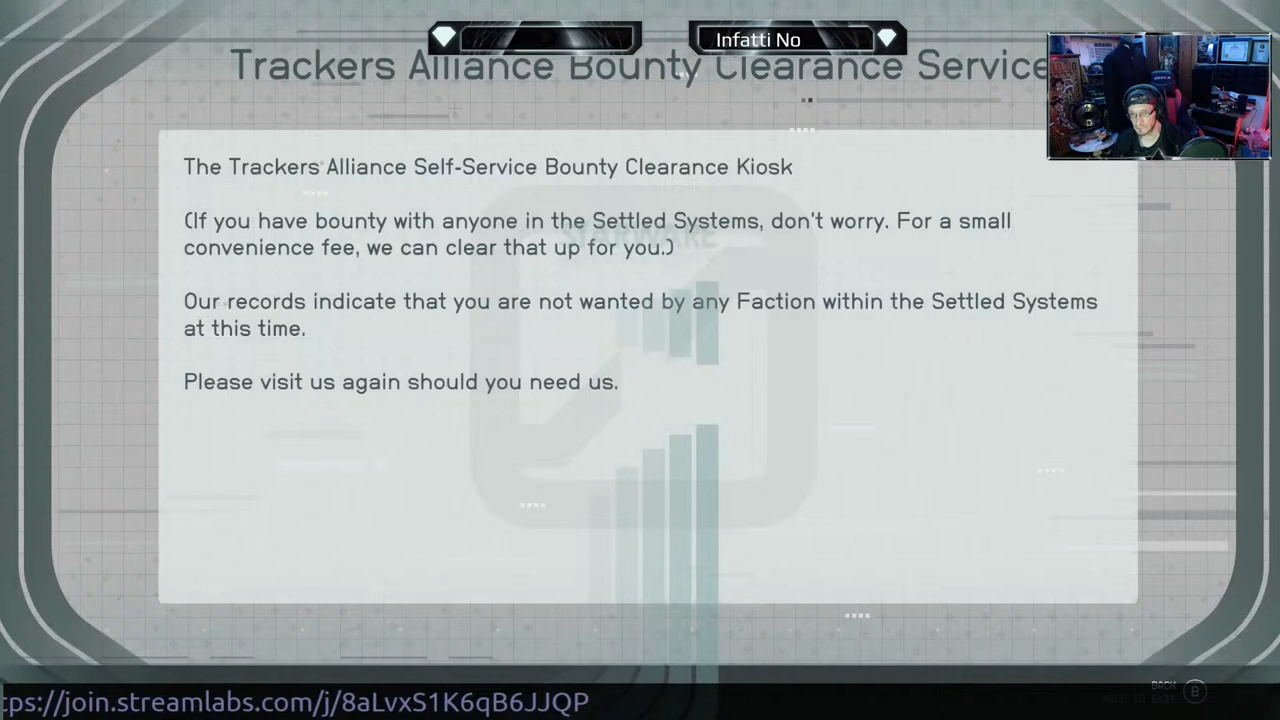 Infatti No
Trackers Alliance Bounty Clearance Service
The Trackers Alliance Self-Service Bounty Clearance Kiosk
(If you have bounty with anyone in the Settled Systems, don't worry. For a small
convenience fee, we can clear that up for you.)
STARWARE
Our records indicate that you are not wanted by any Faction within the Settled Systems
at this time.
Please visit us again should you need us.
BACK
B
tps://join.streamlabs.com/j/8aLvxS1K6qB6JJQP